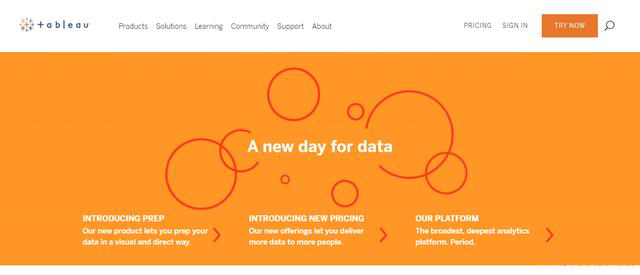 +ableau
Products Solutions Learning Community Support About
PRICING SIGN IN TRY NOW
A new day for data
INTRODUCING PREP
Our new product lets you prep your
data in a visual and direct way.
INTRODUCING NEW PRICING
Our new offerings let you deliver
more data to more people.
OUR PLATFORM
The broadest, deepest analytics
platform. Period.